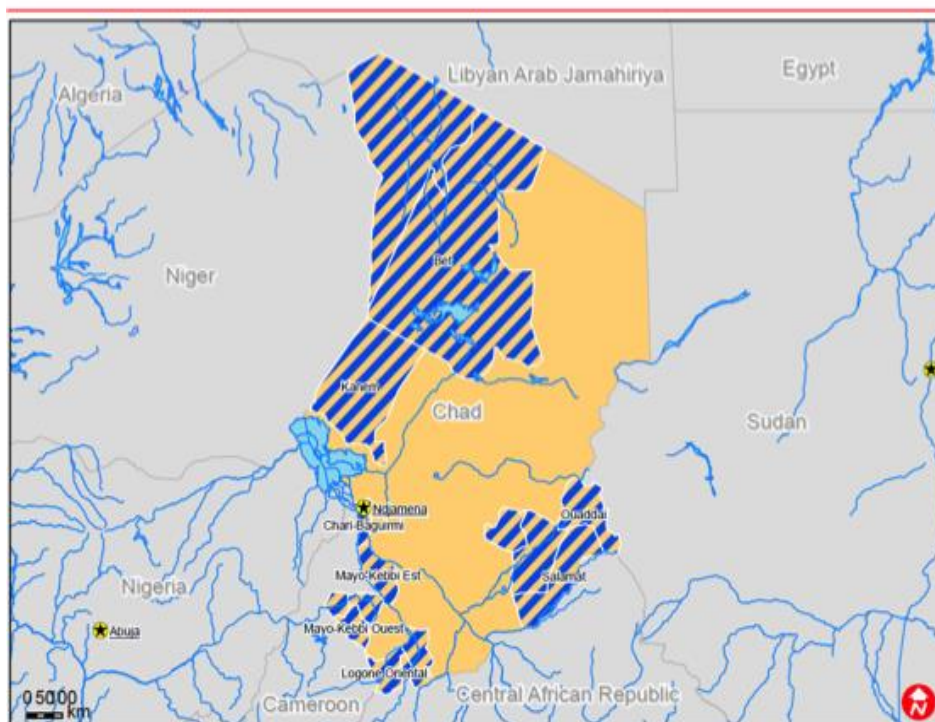 Libyan Arab Jamahiriya
Egypt
Algeria
Niger
Bet
Kanem
Chad
Sudan
Ndjamena
Ouaddai
Chari-Baguirmi
Mayo-Kebbi Est
Salamat
Nigeria
Abuja
Mayo-Kebbi Ouest
Logone Oriental
Central African Republic
Cameroon
km
N